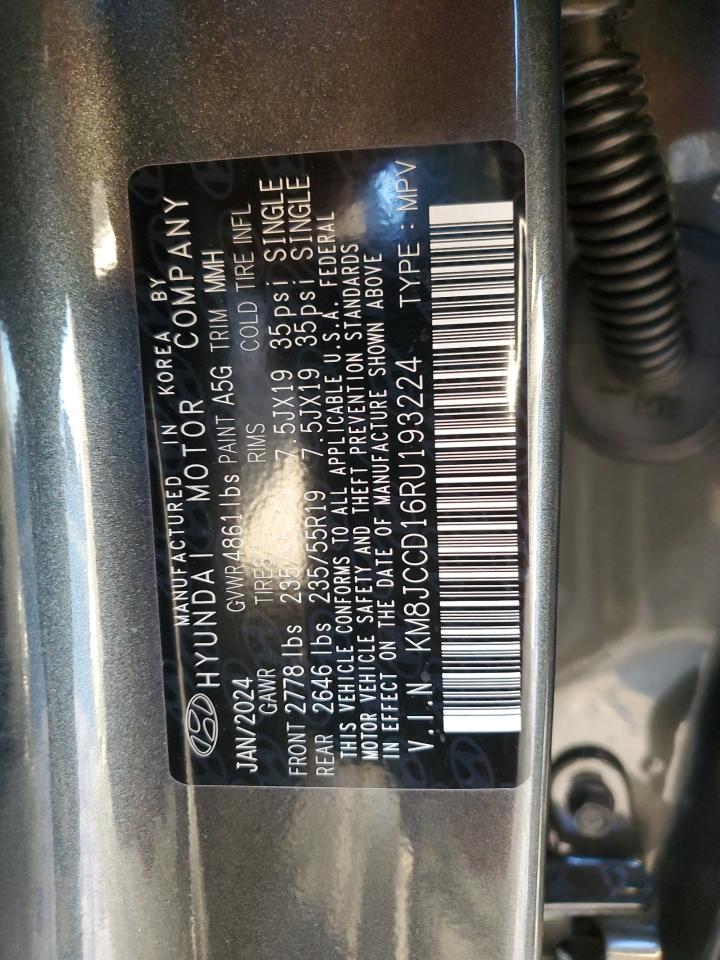 MANUFACTURED IN KOREA BY
HYUNDAI MOTOR COMPANY
JAN/2024 GVWR 4861 lbs PAINT A5G TRIM MMH
GAWR TIRES RIMS COLD TIRE INFL
FRONT 2778 lbs 235/55R19 7.5JX19 35psi SINGLE
REAR 2646 lbs 235/55R19 7.5JX19 35psi SINGLE
THIS VEHICLE CONFORMS TO ALL APPLICABLE U.S.A. FEDERAL
MOTOR VEHICLE SAFETY AND THEFT PREVENTION STANDARDS
IN EFFECT ON THE DATE OF MANUFACTURE SHOWN ABOVE
V.I.N KM8JCCD16RU193224 TYPE : MPV